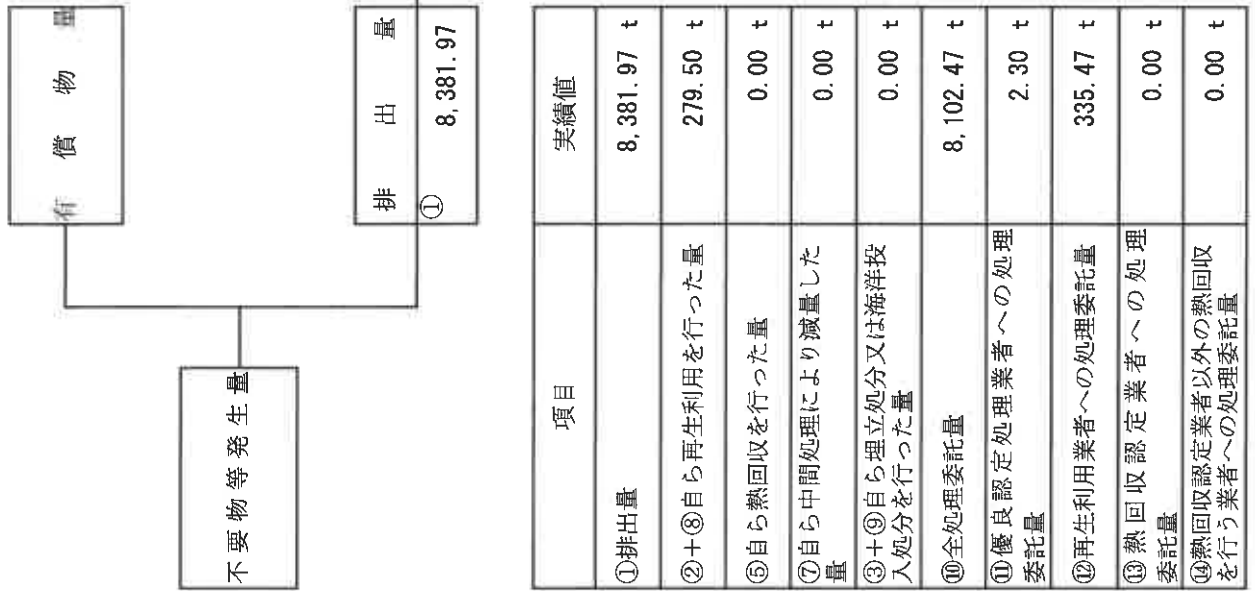 不要物等発生量
有償物量
排出量
①
8,381.97
項目 実績値
①排出量 8,381.97 t
②+⑧自ら再生利用を行った量 279.50 t
⑤自ら熱回収を行った量 0.00 t
⑦自ら中間処理により減量した
量 0.00 t
③+⑨自ら埋立処分又は海洋投
入処分を行った量 0.00 t
⑩全処理委託量 8,102.47 t
⑪優良認定処理業者への処理
委託量 2.30 t
⑫再生利用業者への処理委託量 335.47 t
⑬熱回収認定業者への処理
委託量 0.00 t
⑭熱回収認定業者以外の熱回収
を行う業者への処理委託量 0.00 t